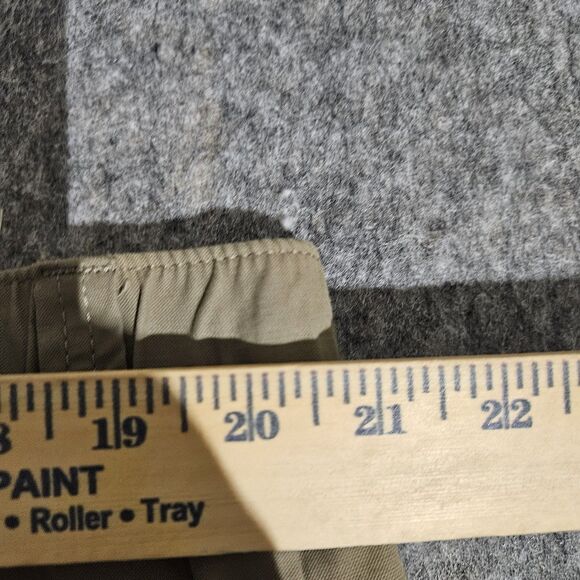 8 19 20 21 22
PAINT
• Roller • Tray